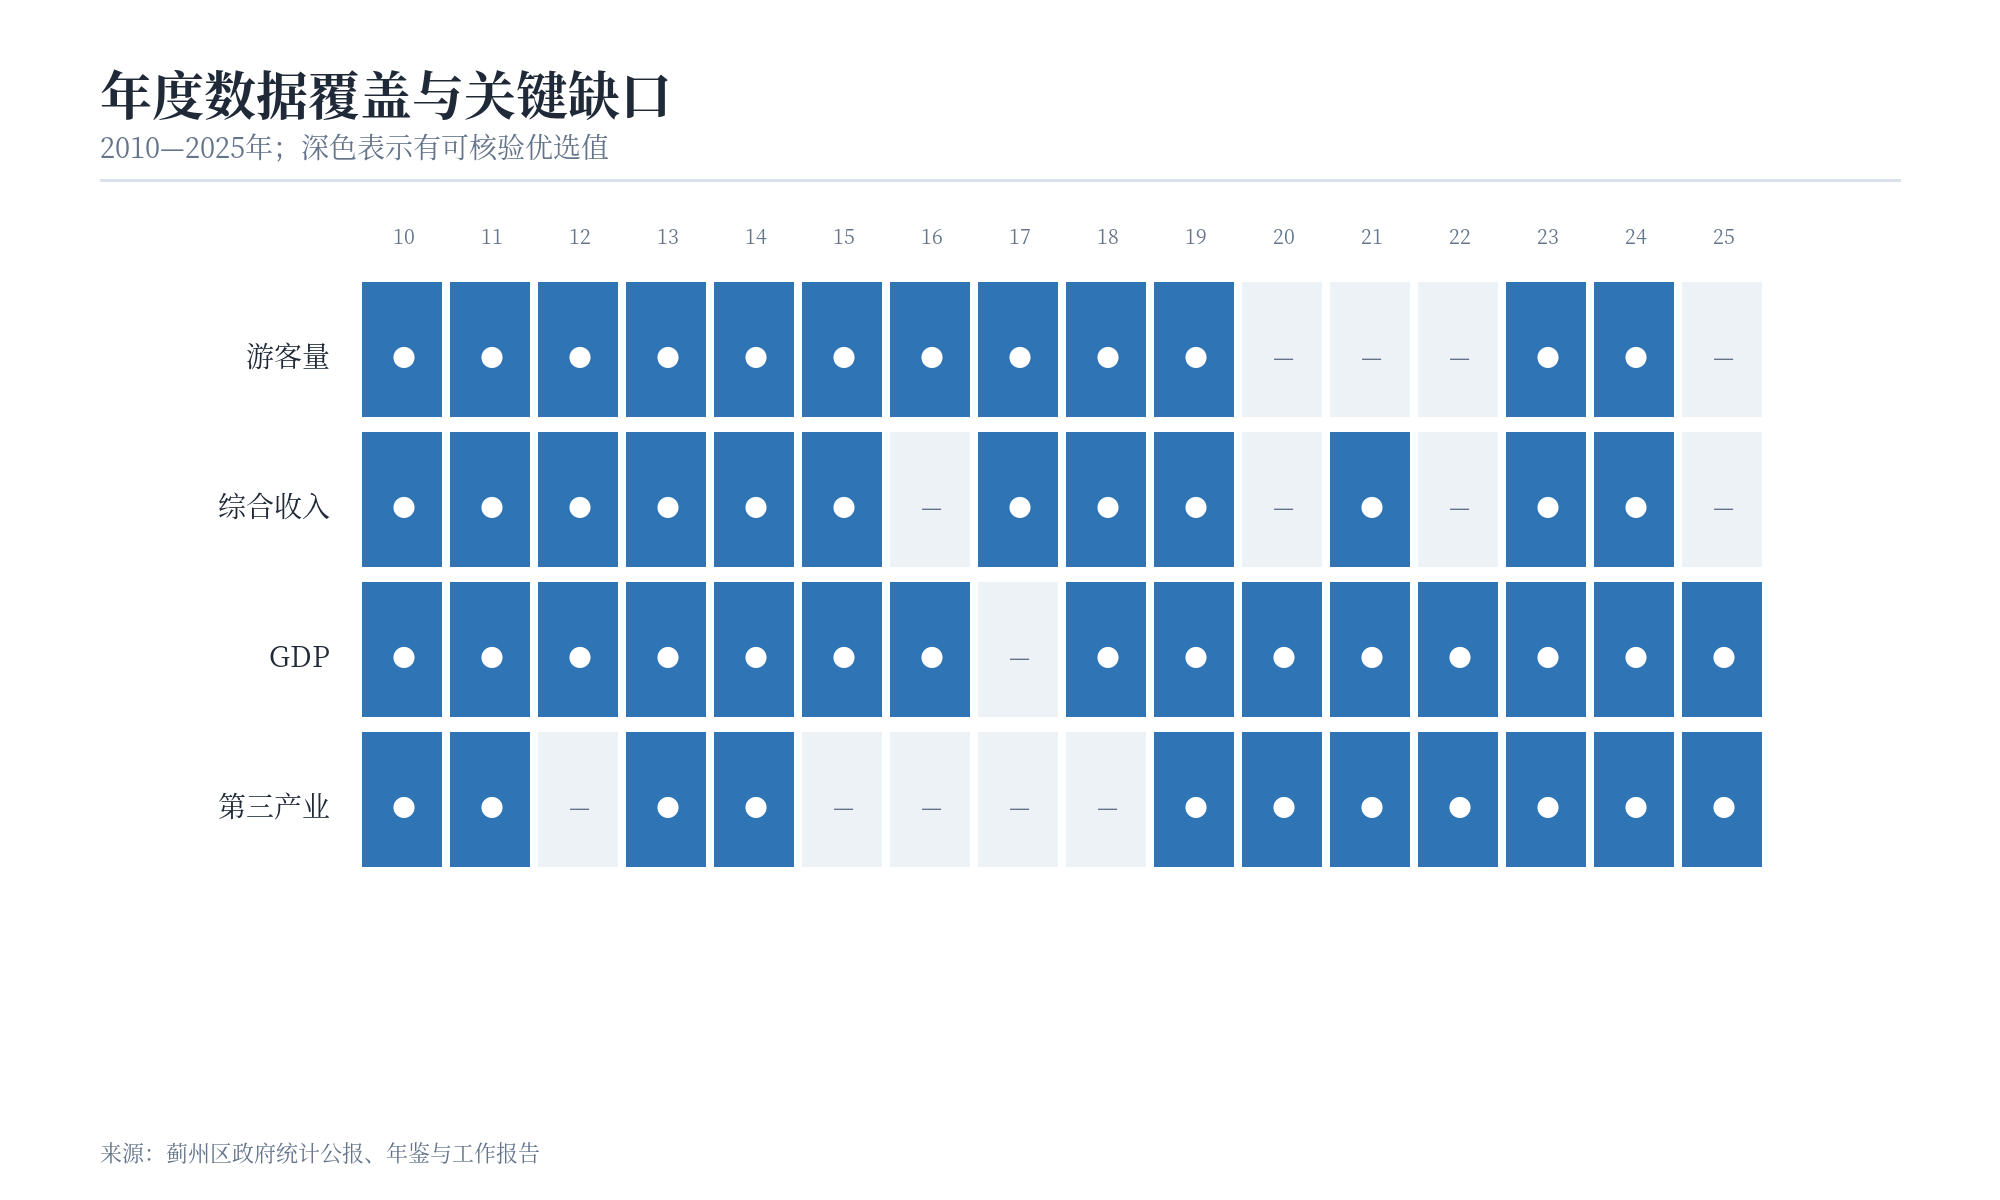 年度数据覆盖与关键缺口
2010—2025年；深色表示有可核验优选值
10 11 12 13 14 15 16 17 18 19 20 21 22 23 24 25
游客量 ● ● ● ● ● ● ● ● ● ● — — — ● ● —
综合收入 ● ● ● ● ● ● — ● ● ● — ● — ● ● —
GDP ● ● ● ● ● ● ● — ● ● ● ● ● ● ● ●
第三产业 ● ● — ● ● — — — — ● ● ● ● ● ● ●
来源：蓟州区政府统计公报、年鉴与工作报告